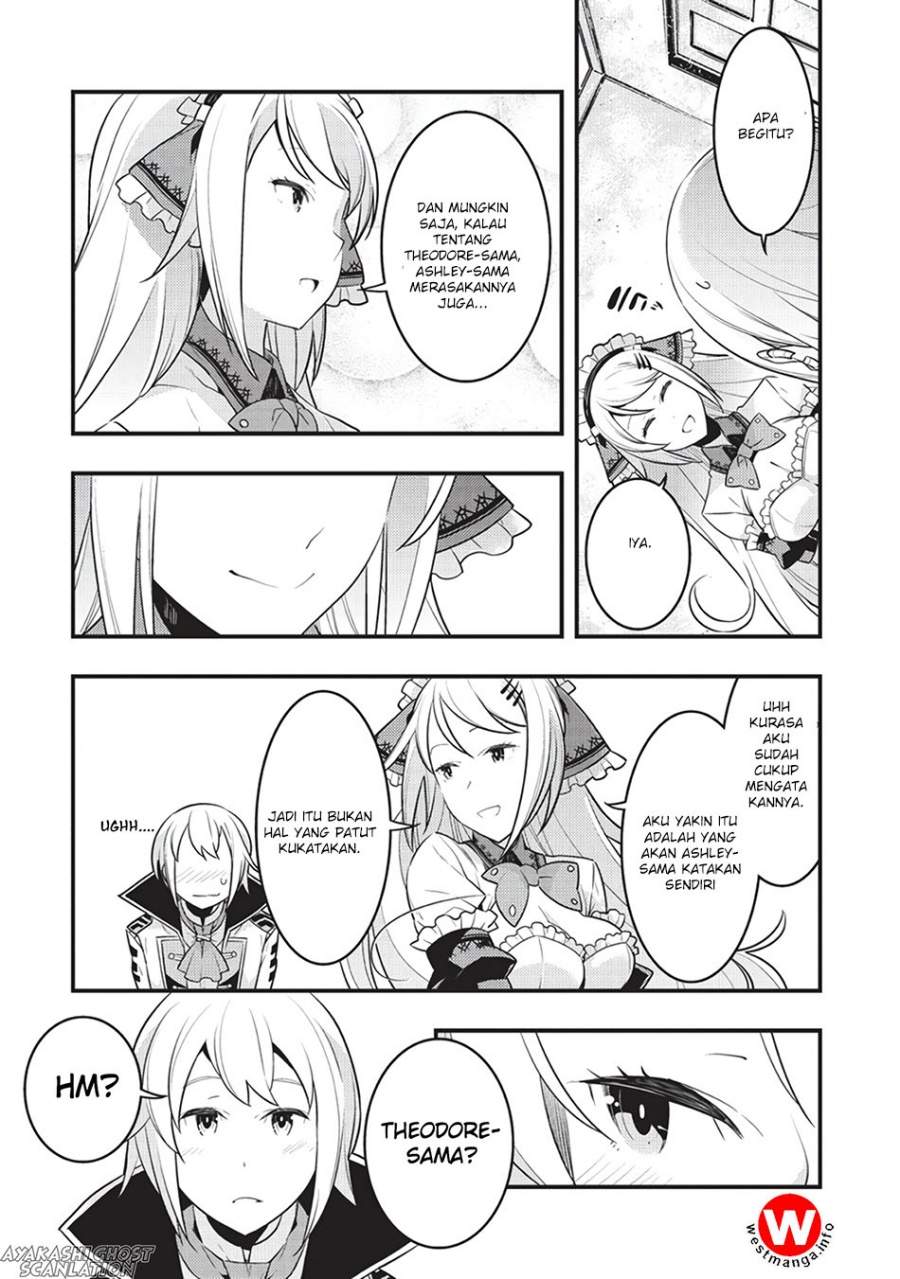 APA
BEGITU?
IYA.
DAN MUNGKIN
SAJA, KALAU
TENTANG
THEODORE-SAMA,
ASHLEY-SAMA
MERASAKANNYA
JUGA...
UHH
KURASA
AKU
SUDAH
CUKUP
MENGATA
KANNYA.
AKU YAKIN ITU
ADALAH YANG
AKAN ASHLEY-
SAMA KATAKAN
SENDIRI
JADI ITU BUKAN
HAL YANG PATUT
KUKATAKAN.
UGHH....
THEODORE-
SAMA?
HM?
AYAKASHI GHOST
SCANLATION
W
westmanga.info